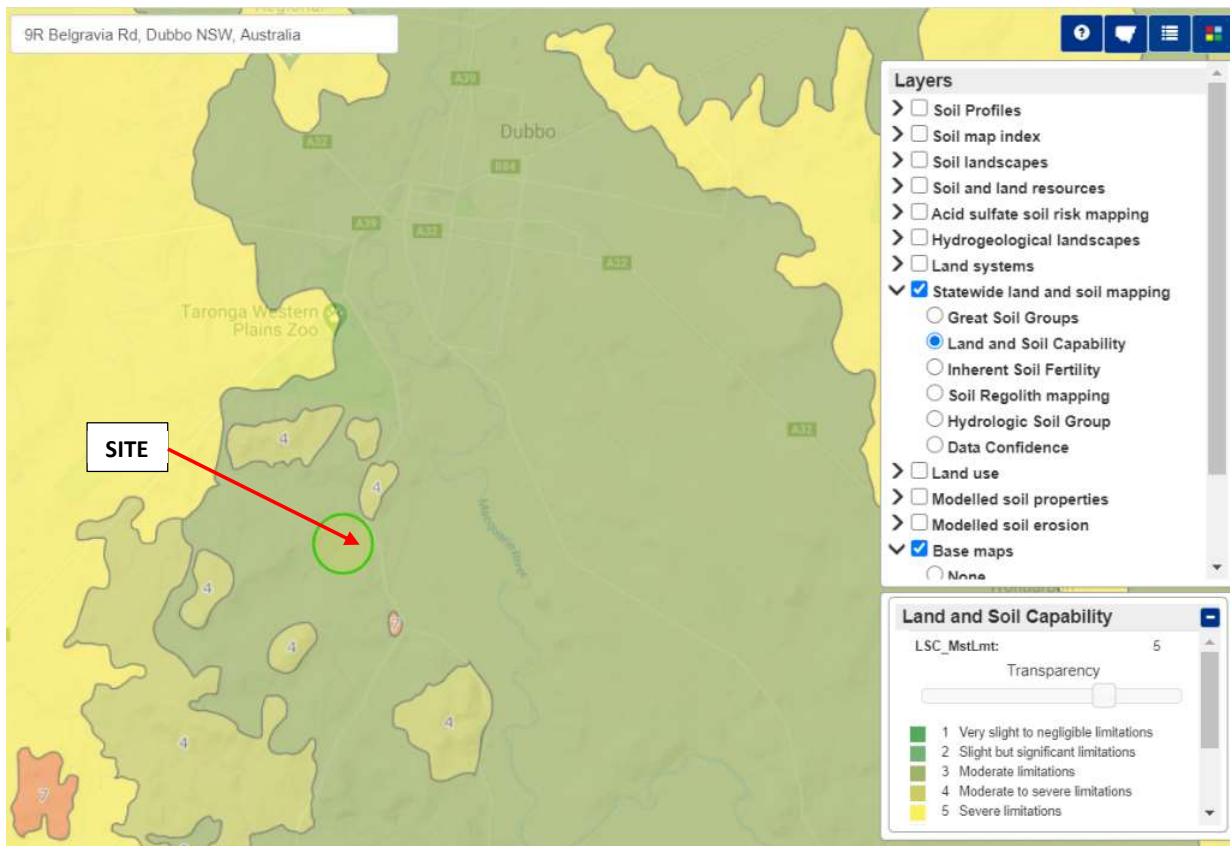 Regional
9R Belgravia Rd, Dubbo NSW, Australia
A39
Dubbo
A32
B84
A39
A32
A32
Taronga Western
Plains Zoo
A32
4
4
SITE
Macquarie River
4
7
4
4
4
7
Layers
Soil Profiles
Soil map index
Soil landscapes
Soil and land resources
Acid sulfate soil risk mapping
Hydrogeological landscapes
Land systems
Statewide land and soil mapping
Great Soil Groups
Land and Soil Capability
Inherent Soil Fertility
Soil Regolith mapping
Hydrologic Soil Group
Data Confidence
Land use
Modelled soil properties
Modelled soil erosion
Base maps
None
Land and Soil Capability
LSC_MstLmt: 5
Transparency
1 Very slight to negligible limitations
2 Slight but significant limitations
3 Moderate limitations
4 Moderate to severe limitations
5 Severe limitations